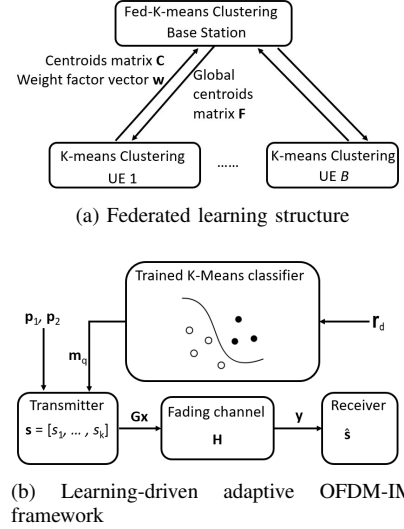 Fed-K-means Clustering
Base Station
Centroids matrix C
Weight factor vector w
Global
centroids
matrix F
K-means Clustering
UE 1
......
K-means Clustering
UE B
(a) Federated learning structure
Trained K-Means classifier
p1, p2
mq
rd
Transmitter
s = [s1, ... , sk]
Gx
Fading channel
H
y
Receiver
ŝ
(b) Learning-driven adaptive OFDM-IM
framework